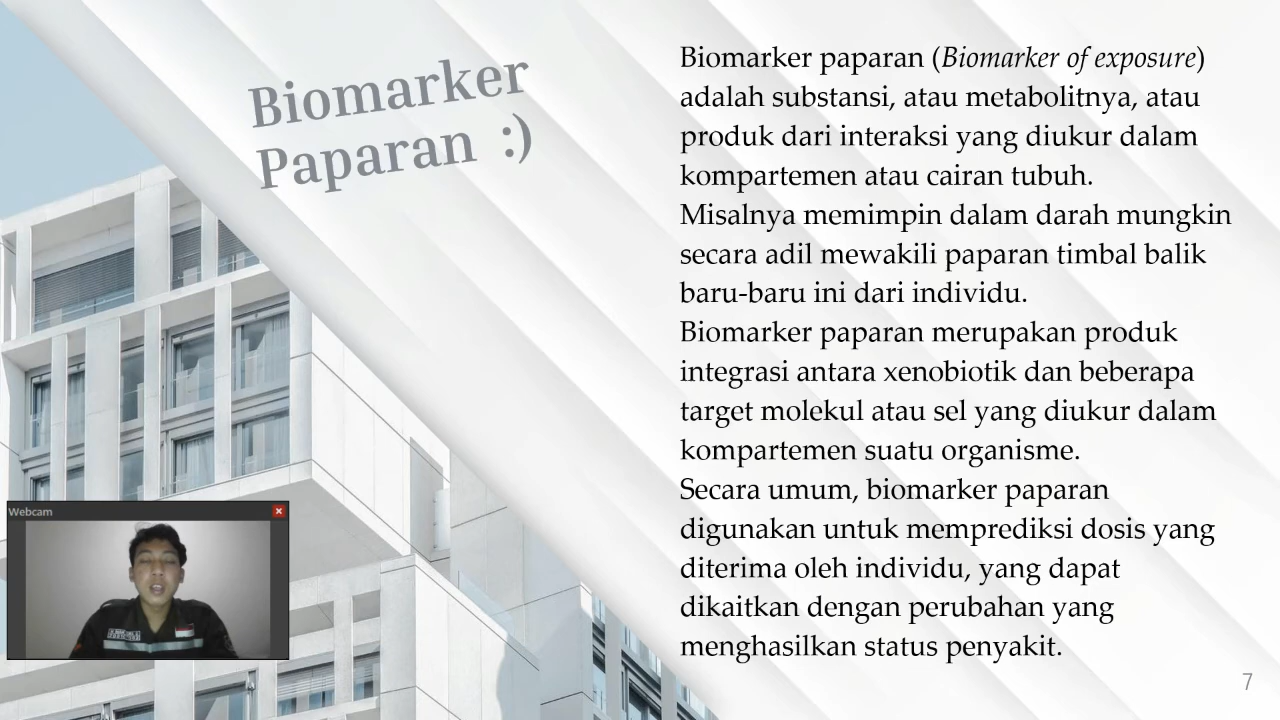 Biomarker
Paparan :)
Biomarker paparan (Biomarker of exposure)
adalah substansi, atau metabolitnya, atau
produk dari interaksi yang diukur dalam
kompartemen atau cairan tubuh.
Misalnya memimpin dalam darah mungkin
secara adil mewakili paparan timbal balik
baru-baru ini dari individu.
Biomarker paparan merupakan produk
integrasi antara xenobiotik dan beberapa
target molekul atau sel yang diukur dalam
kompartemen suatu organisme.
Secara umum, biomarker paparan
digunakan untuk memprediksi dosis yang
diterima oleh individu, yang dapat
dikaitkan dengan perubahan yang
menghasilkan status penyakit.
Webcam
7